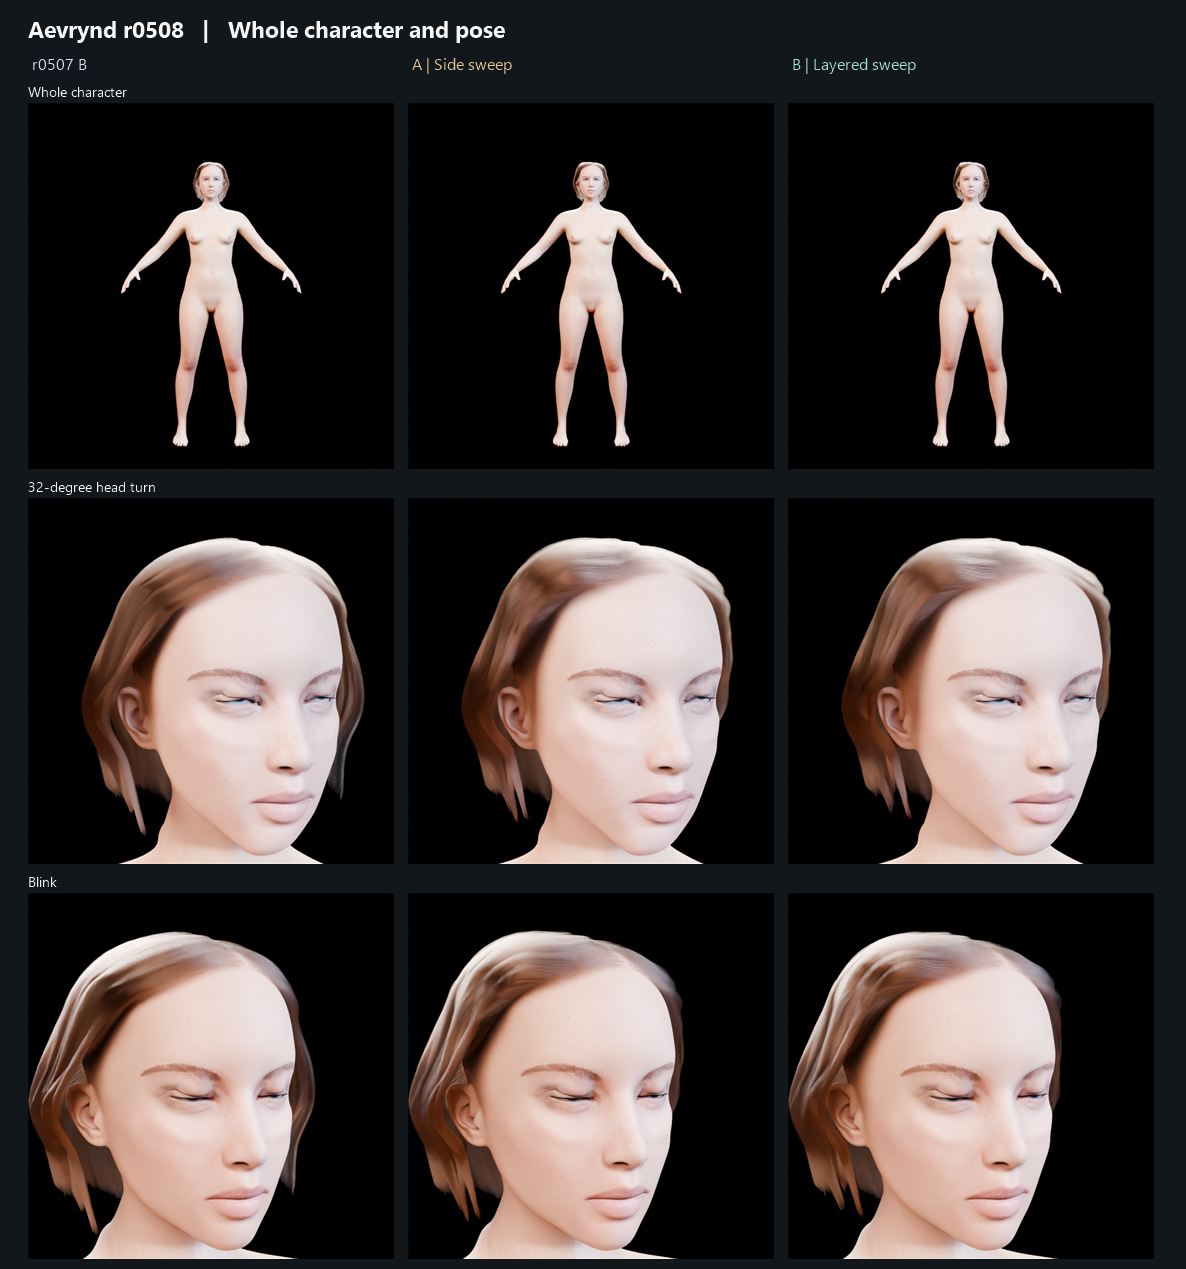 Aevrynd r0508 | Whole character and pose
r0507 B
A | Side sweep
B | Layered sweep
Whole character
32-degree head turn
Blink